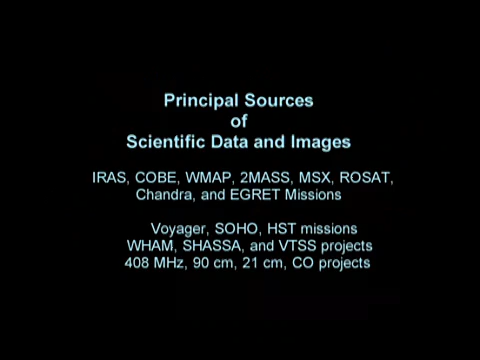 Principal Sources
of
Scientific Data and Images
IRAS, COBE, WMAP, 2MASS, MSX, ROSAT,
Chandra, and EGRET Missions
Voyager, SOHO, HST missions
WHAM, SHASSA, and VTSS projects
408 MHz, 90 cm, 21 cm, CO projects